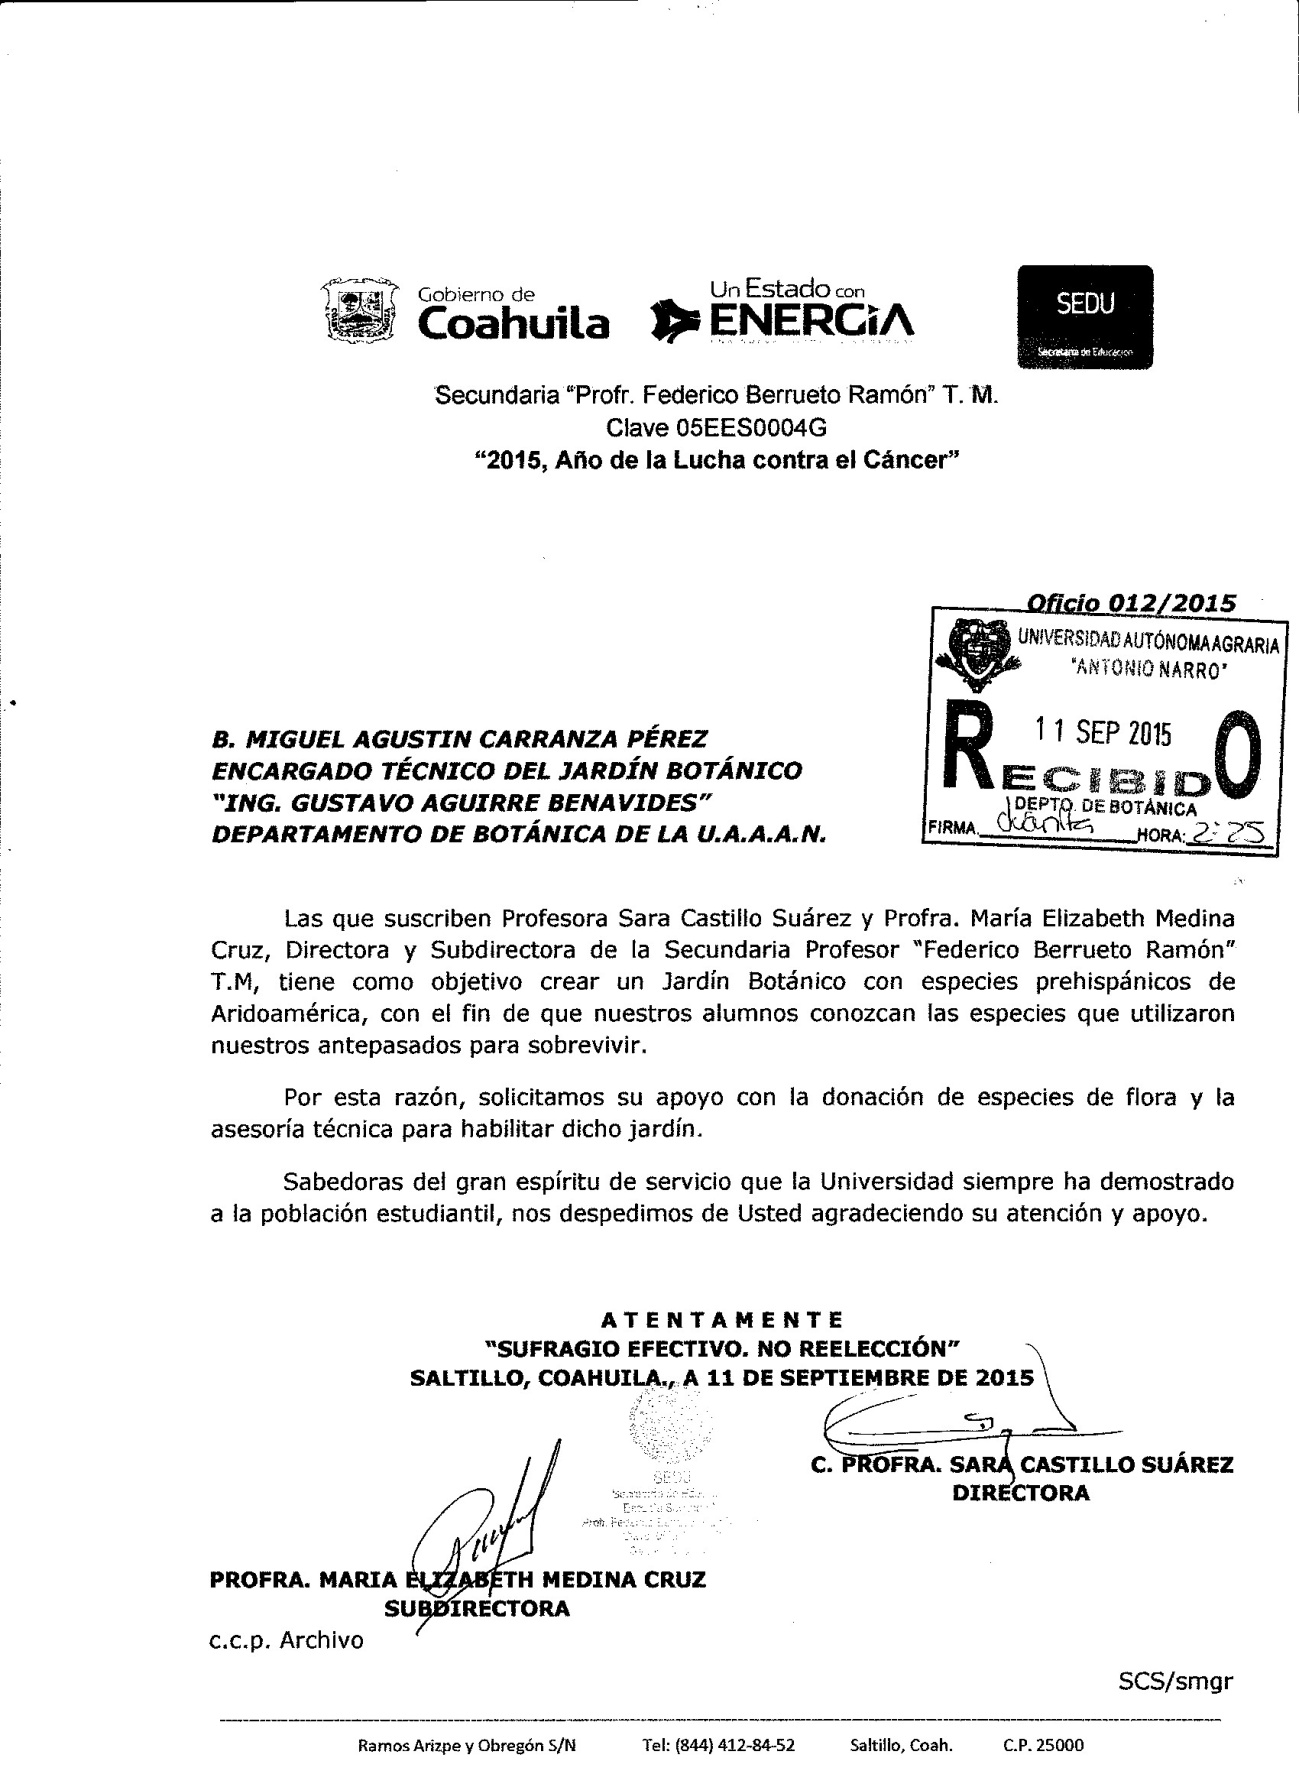 Gobierno de
Coahuila
Un Estado con
ENERGÍA
SEDU
Secretaría de Educación
Secundaria “Profr. Federico Berrueto Ramón” T. M.
Clave 05EES0004G
“2015, Año de la Lucha contra el Cáncer”
Oficio 012/2015
UNIVERSIDAD AUTÓNOMA AGRARIA
"ANTONIO NARRO"
11 SEP 2015
RECIBIDO
DEPTO. DE BOTÁNICA
FIRMA. HORA: 2:25
B. MIGUEL AGUSTIN CARRANZA PÉREZ
ENCARGADO TÉCNICO DEL JARDÍN BOTÁNICO
“ING. GUSTAVO AGUIRRE BENAVIDES”
DEPARTAMENTO DE BOTÁNICA DE LA U.A.A.A.N.
Las que suscriben Profesora Sara Castillo Suárez y Profra. María Elizabeth Medina
Cruz, Directora y Subdirectora de la Secundaria Profesor “Federico Berrueto Ramón”
T.M, tiene como objetivo crear un Jardín Botánico con especies prehispánicos de
Aridoamérica, con el fin de que nuestros alumnos conozcan las especies que utilizaron
nuestros antepasados para sobrevivir.
Por esta razón, solicitamos su apoyo con la donación de especies de flora y la
asesoría técnica para habilitar dicho jardín.
Sabedoras del gran espíritu de servicio que la Universidad siempre ha demostrado
a la población estudiantil, nos despedimos de Usted agradeciendo su atención y apoyo.
A T E N T A M E N T E
“SUFRAGIO EFECTIVO. NO REELECCIÓN”
SALTILLO, COAHUILA., A 11 DE SEPTIEMBRE DE 2015
SEDU
C. PROFRA. SARA CASTILLO SUÁREZ
DIRECTORA
PROFRA. MARIA ELIZABETH MEDINA CRUZ
SUBDIRECTORA
c.c.p. Archivo
SCS/smgr
Ramos Arizpe y Obregón S/N Tel: (844) 412-84-52 Saltillo, Coah. C.P. 25000